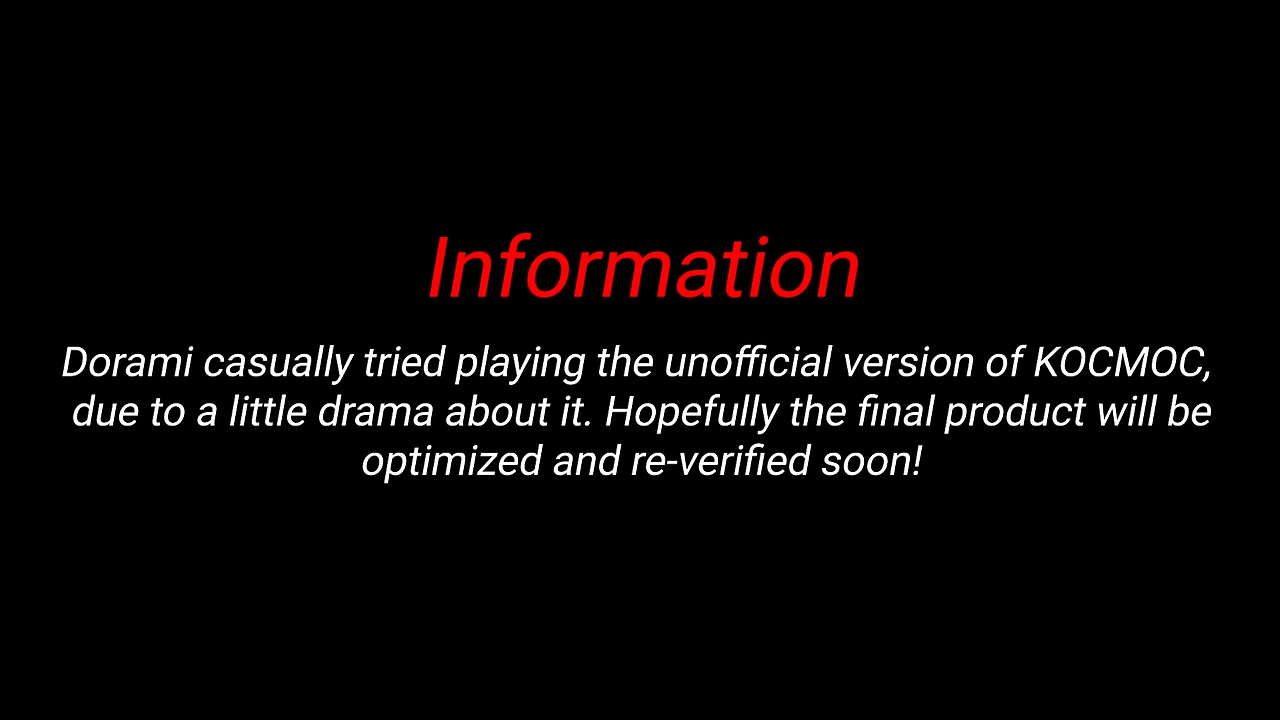 Information
Dorami casually tried playing the unofficial version of KOCMOC,
due to a little drama about it. Hopefully the final product will be
optimized and re-verified soon!